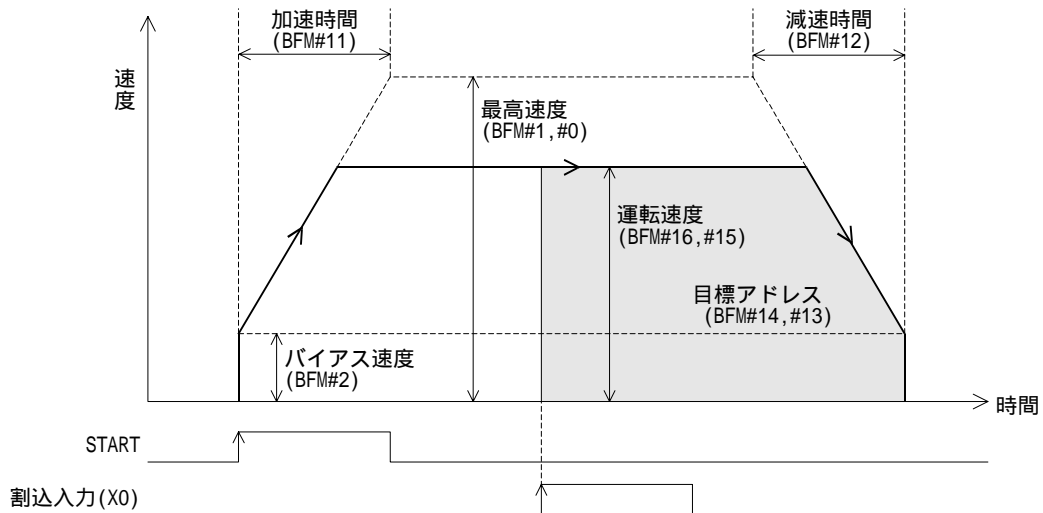 加速時間
(BFM#11)
減速時間
(BFM#12)
速度
最高速度
(BFM#1,#0)
運転速度
(BFM#16,#15)
目標アドレス
(BFM#14,#13)
バイアス速度
(BFM#2)
時間
START
割込入力(X0)